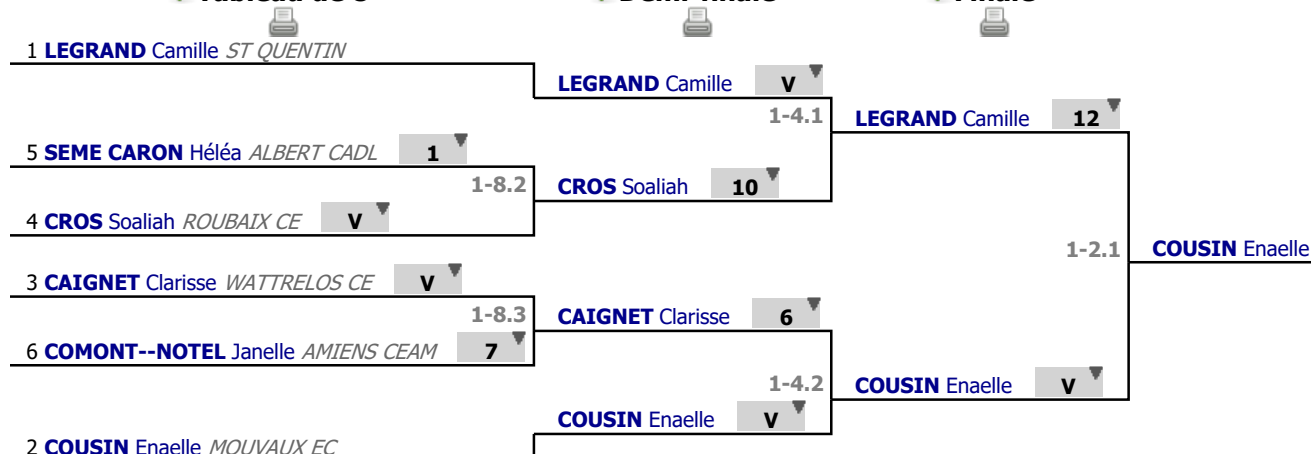 Tableau de 8
Demi-finale
Finale
1 LEGRAND Camille ST QUENTIN
LEGRAND Camille V
1-4.1
LEGRAND Camille 12
5 SEME CARON Héléa ALBERT CADL 1
1-8.2
CROS Soaliah 10
4 CROS Soaliah ROUBAIX CE V
1-2.1
COUSIN Enaelle
3 CAIGNET Clarisse WATTRELOS CE V
1-8.3
CAIGNET Clarisse 6
6 COMONT--NOTEL Janelle AMIENS CEAM 7
1-4.2
COUSIN Enaelle V
COUSIN Enaelle V
2 COUSIN Enaelle MOUVAUX EC